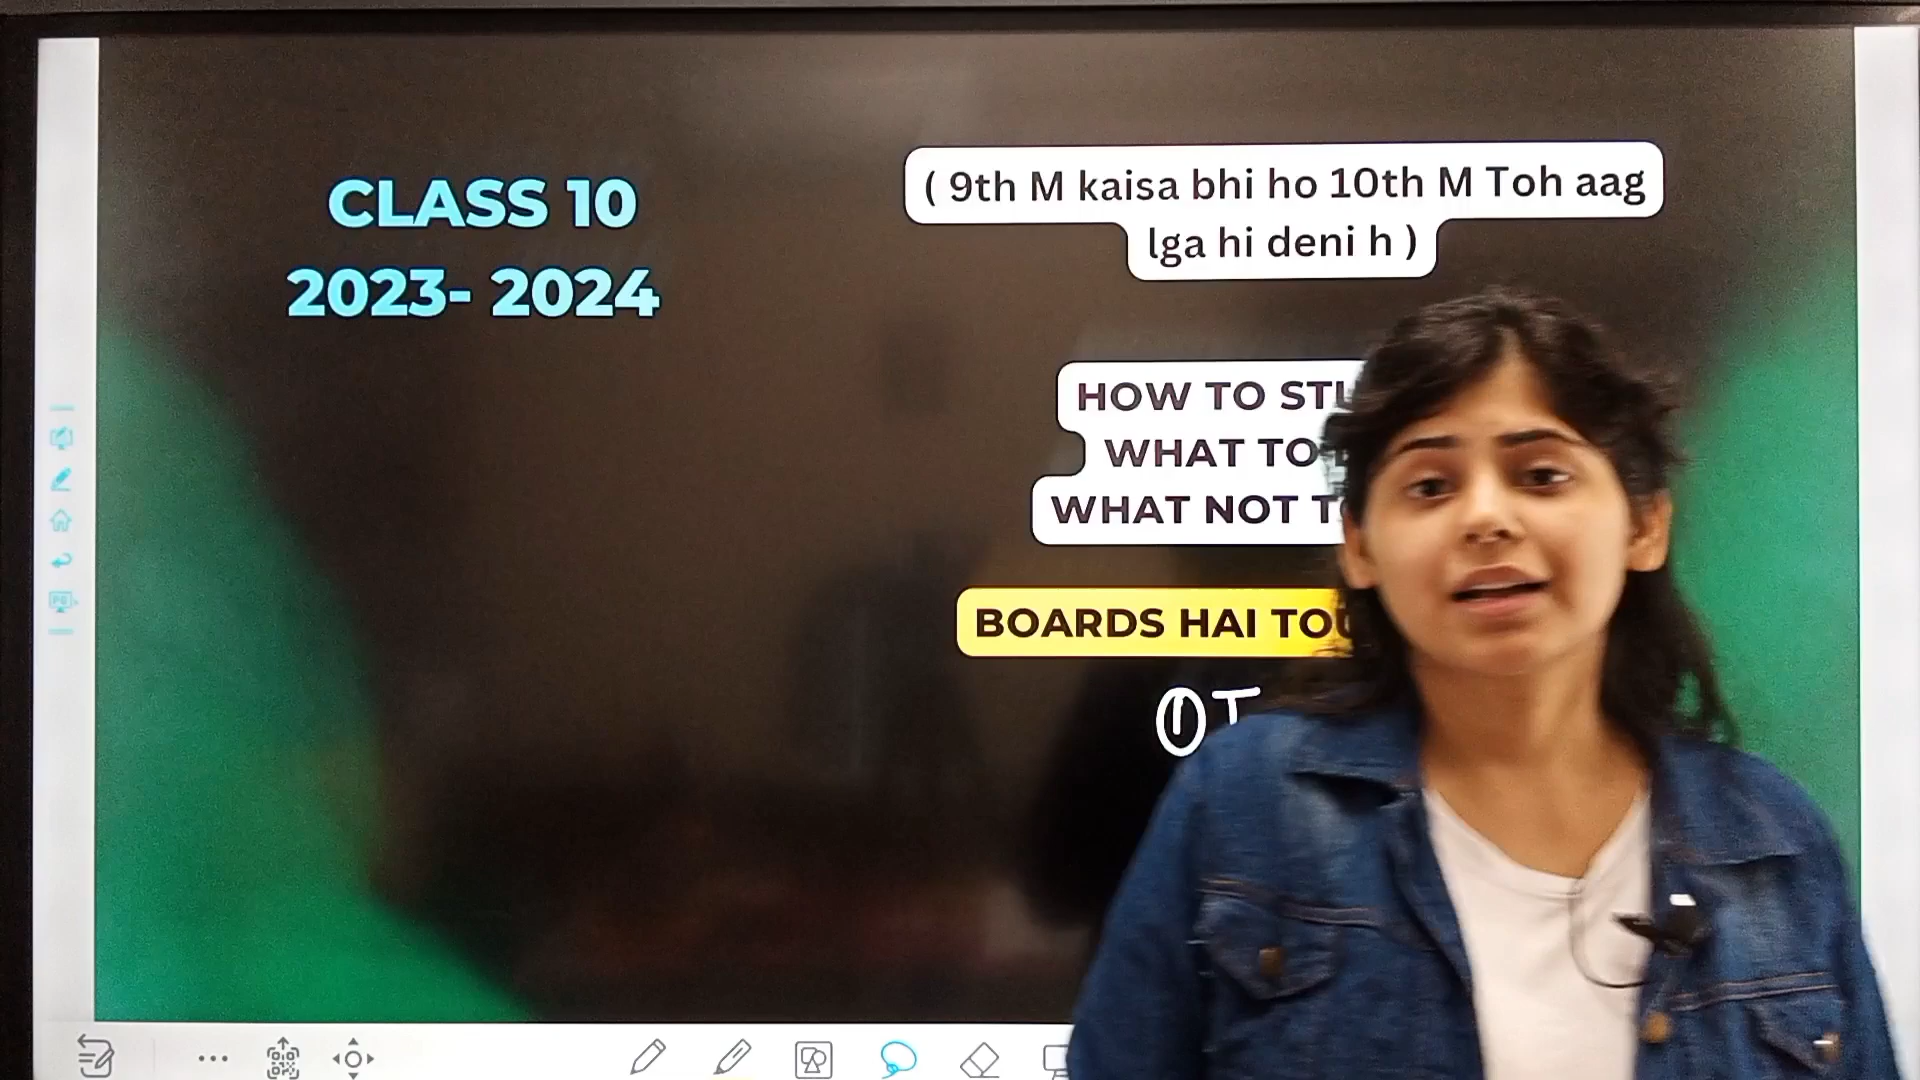 CLASS 10
2023- 2024
( 9th M kaisa bhi ho 10th M Toh aag
lga hi deni h )
HOW TO
WHAT TO
WHAT NOT
BOARDS HAI